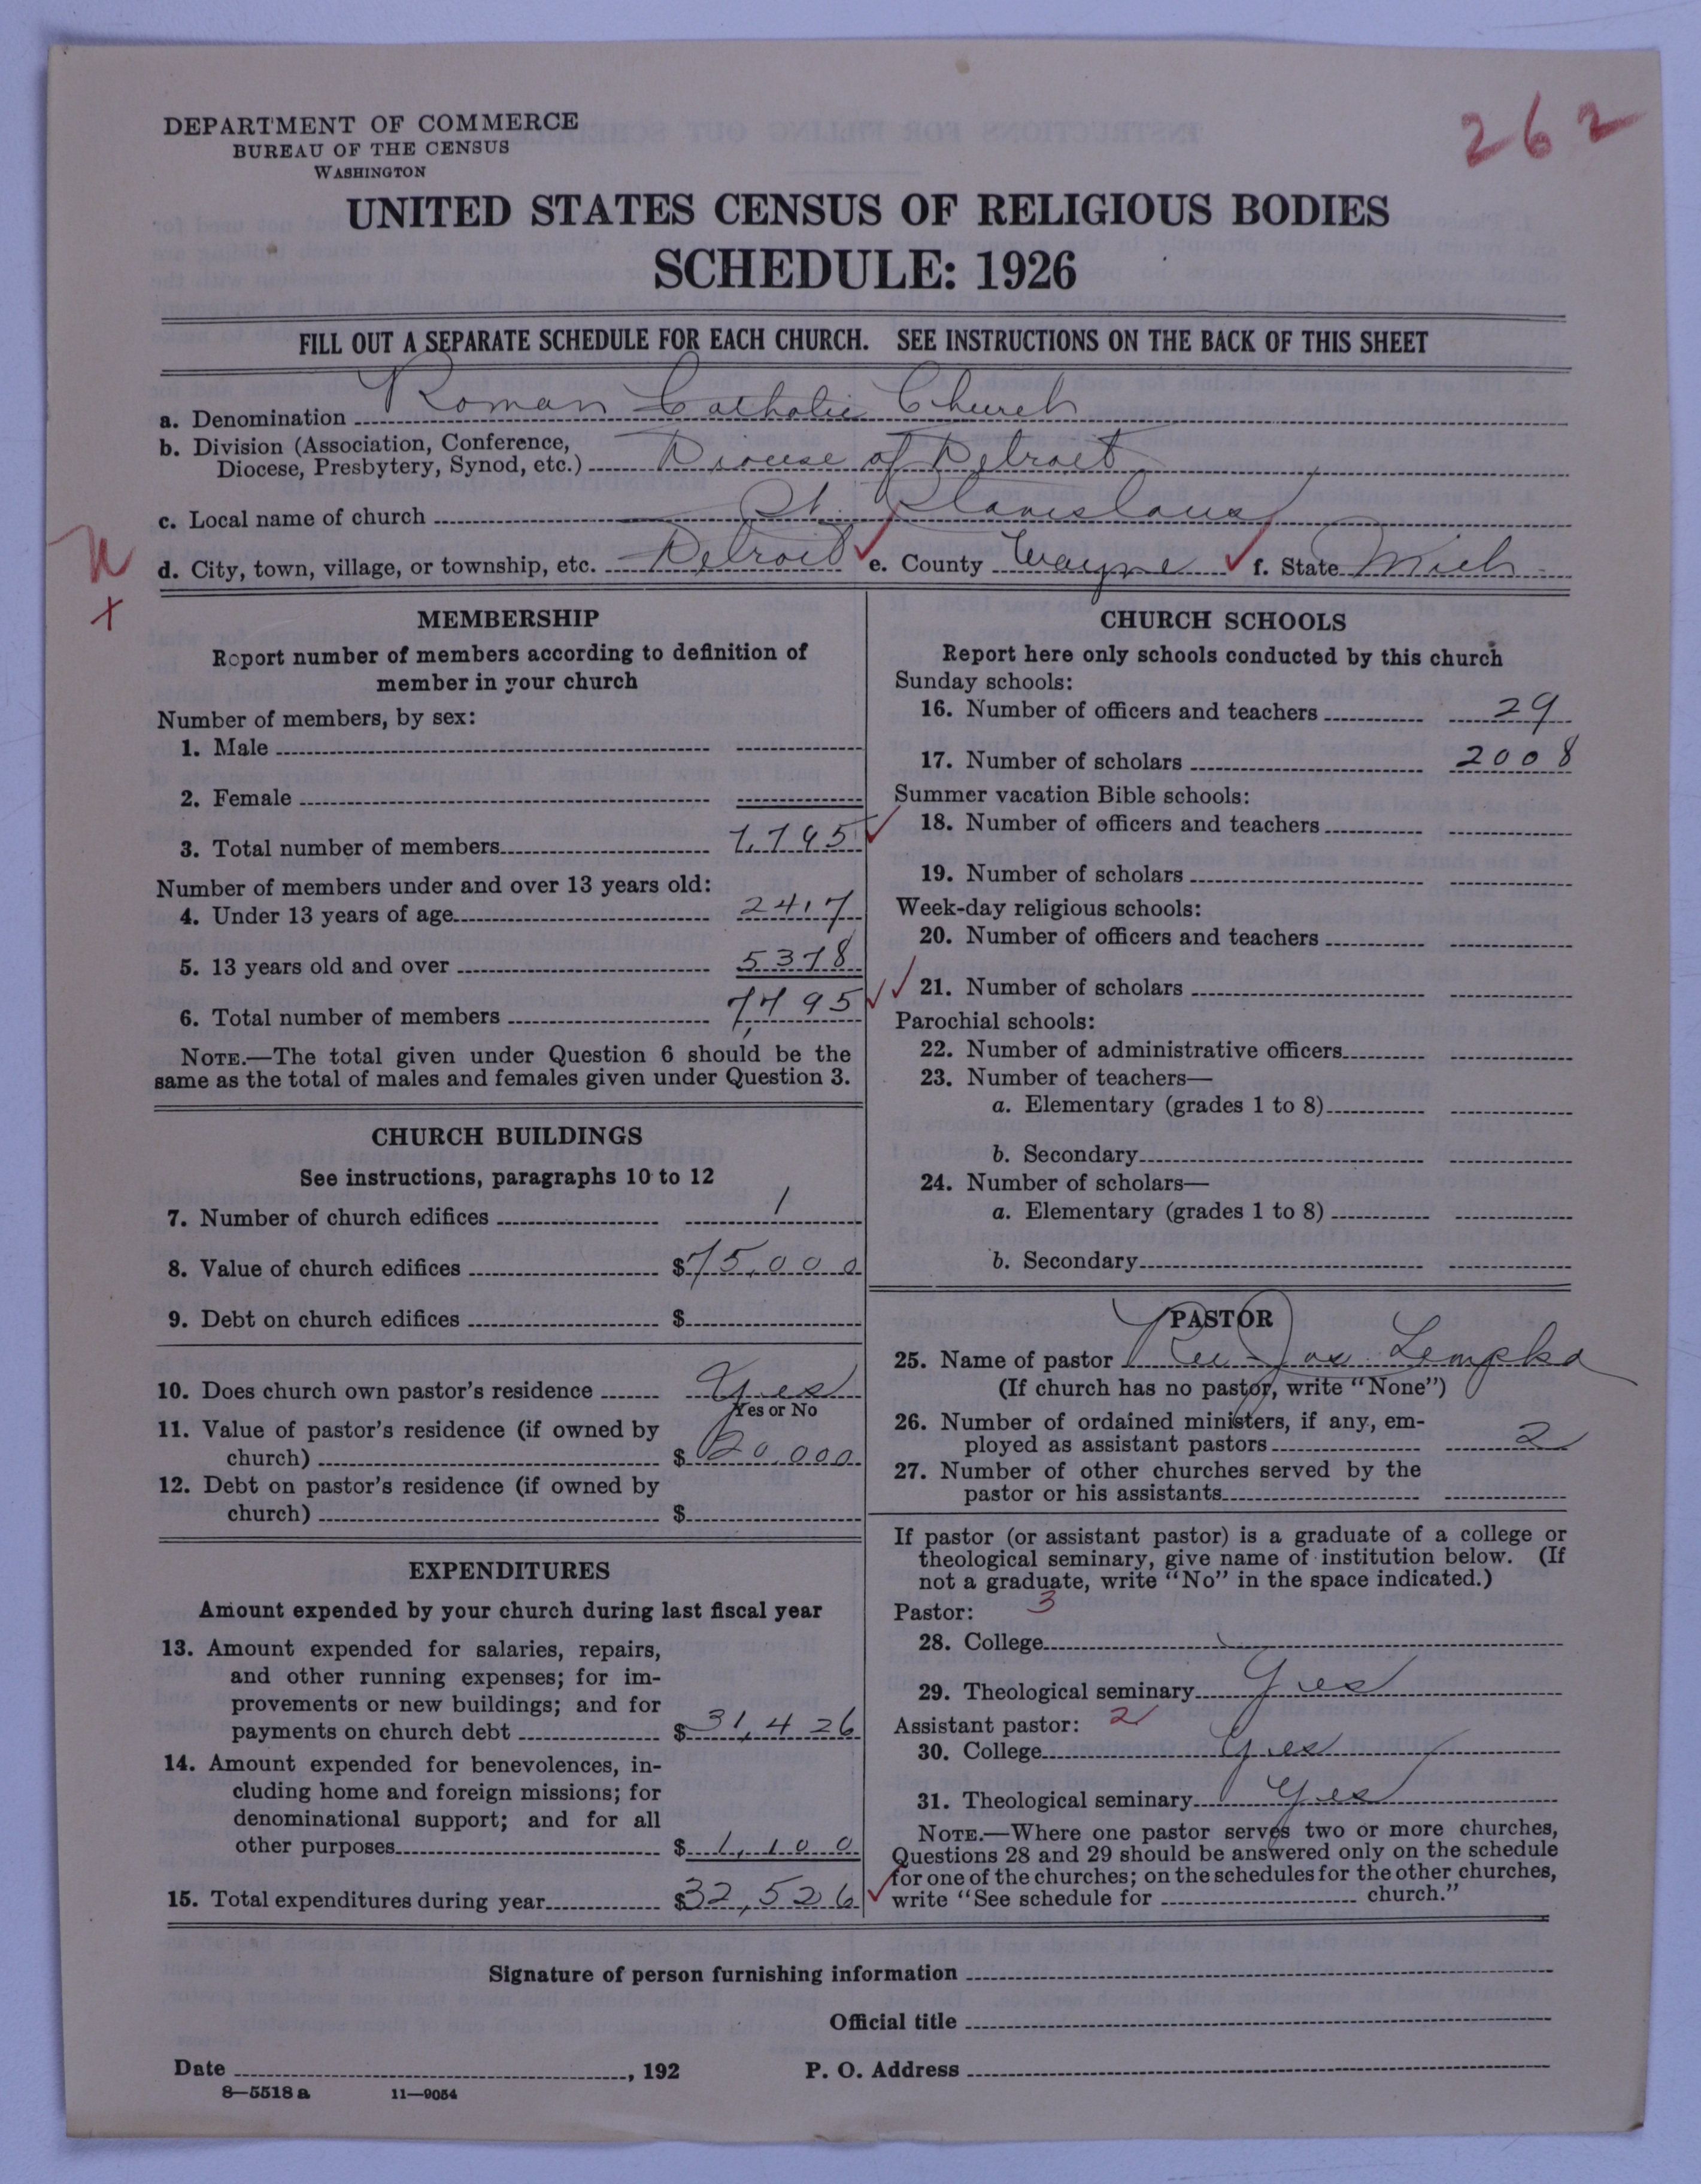 262
DEPARTMENT OF COMMERCE
BUREAU OF THE CENSUS
WASHINGTON
UNITED STATES CENSUS OF RELIGIOUS BODIES
SCHEDULE: 1926
FILL OUT A SEPARATE SCHEDULE FOR EACH CHURCH. SEE INSTRUCTIONS ON THE BACK OF THIS SHEET
a. Denomination Roman Catholic Church
b. Division (Association, Conference,
Diocese, Presbytery, Synod, etc.) Diocese of Detroit
c. Local name of church St. Stanislaus
d. City, town, village, or township, etc. Detroit e. County Wayne f. State Mich
MEMBERSHIP
Report number of members according to definition of
member in your church
Number of members, by sex:
1. Male
2. Female
3. Total number of members 7,795
Number of members under and over 13 years old:
4. Under 13 years of age 2417
5. 13 years old and over 5378
6. Total number of members 7,795
NOTE.—The total given under Question 6 should be the
same as the total of males and females given under Question 3.
CHURCH BUILDINGS
See instructions, paragraphs 10 to 12
7. Number of church edifices 1
8. Value of church edifices $75,000
9. Debt on church edifices $
10. Does church own pastor's residence Yes
Yes or No
11. Value of pastor's residence (if owned by
church) $20,000
12. Debt on pastor's residence (if owned by
church) $
EXPENDITURES
Amount expended by your church during last fiscal year
13. Amount expended for salaries, repairs,
and other running expenses; for im-
provements or new buildings; and for
payments on church debt $31,426
14. Amount expended for benevolences, in-
cluding home and foreign missions; for
denominational support; and for all
other purposes $1,100
15. Total expenditures during year $32,526
CHURCH SCHOOLS
Report here only schools conducted by this church
Sunday schools:
16. Number of officers and teachers 29
17. Number of scholars 2008
Summer vacation Bible schools:
18. Number of officers and teachers
19. Number of scholars
Week-day religious schools:
20. Number of officers and teachers
21. Number of scholars
Parochial schools:
22. Number of administrative officers
23. Number of teachers—
a. Elementary (grades 1 to 8)
b. Secondary
24. Number of scholars—
a. Elementary (grades 1 to 8)
b. Secondary
PASTOR
25. Name of pastor Rev Jos. Lempka
(If church has no pastor, write "None")
26. Number of ordained ministers, if any, em-
ployed as assistant pastors 2
27. Number of other churches served by the
pastor or his assistants
If pastor (or assistant pastor) is a graduate of a college or
theological seminary, give name of institution below. (If
not a graduate, write "No" in the space indicated.)
Pastor: 3
28. College
29. Theological seminary Yes
Assistant pastor: 2
30. College Yes
31. Theological seminary Yes
NOTE.—Where one pastor serves two or more churches,
Questions 28 and 29 should be answered only on the schedule
for one of the churches; on the schedules for the other churches,
write "See schedule for church."
Signature of person furnishing information
Official title
Date , 192 P. O. Address
8—5518 a 11—9054